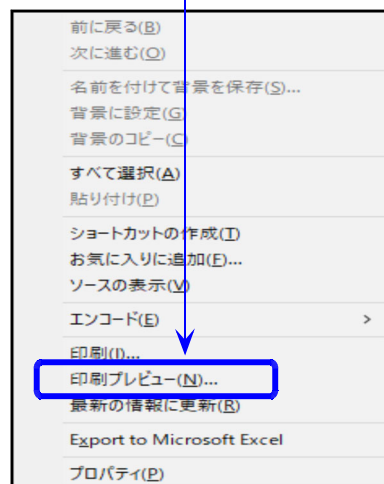 前に戻る(B)
次に進む(O)
名前を付けて背景を保存(S)...
背景に設定(G)
背景のコピー(C)
すべて選択(A)
貼り付け(P)
ショートカットの作成(T)
お気に入りに追加(F)...
ソースの表示(V)
エンコード(E) >
印刷(I)...
印刷プレビュー(N)...
最新の情報に更新(R)
Export to Microsoft Excel
プロパティ(P)